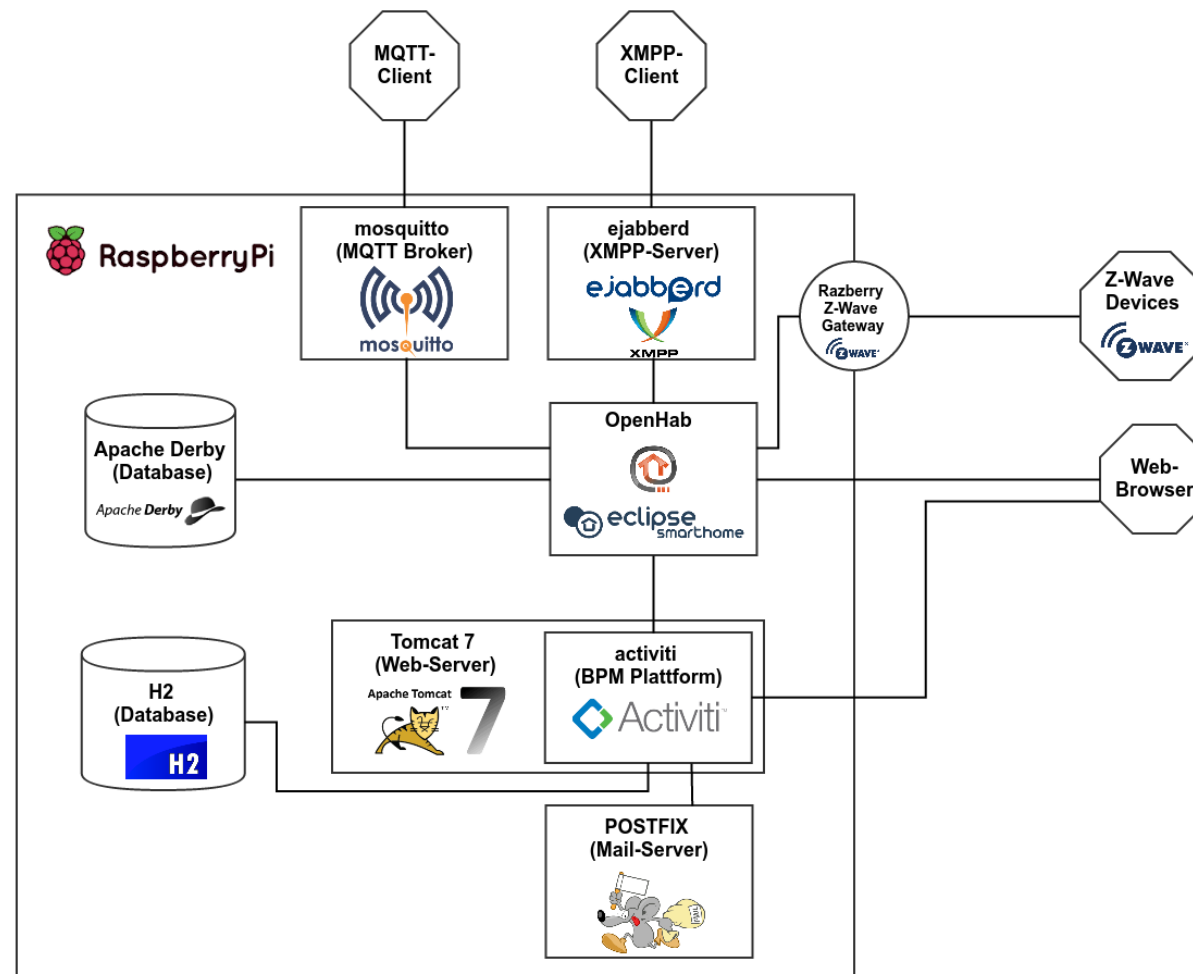 MQTT-
Client
XMPP-
Client
RaspberryPi
mosquitto
(MQTT Broker)
mosquitto
ejabberd
(XMPP-Server)
ejabberd
XMPP
Razberry
Z-Wave
Gateway
Z WAVE
Z-Wave
Devices
Z WAVE
Apache Derby
(Database)
Apache Derby
OpenHab
eclipse
smarthome
Web-
Browser
H2
(Database)
H2
Tomcat 7
(Web-Server)
Apache Tomcat
TM
7
activiti
(BPM Plattform)
Activiti
POSTFIX
(Mail-Server)